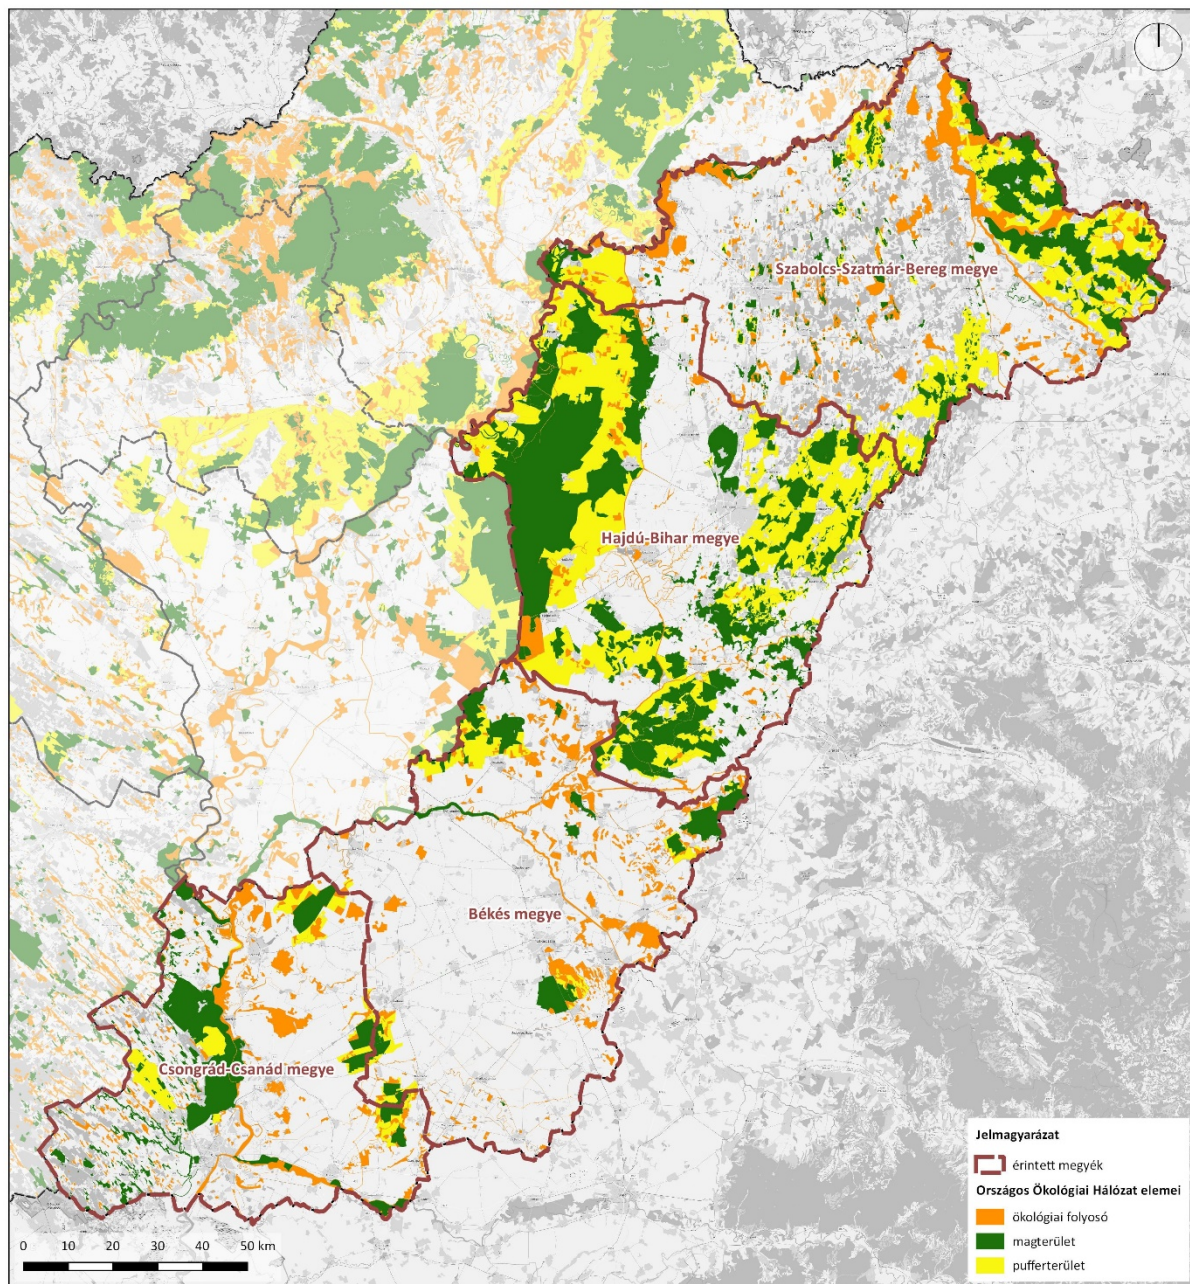 Szabolcs-Szatmár-Bereg megye
Hajdú-Bihar megye
Békés megye
Csongrád-Csanád megye
Jelmagyarázat
érintett megyék
Országos Ökológiai Hálózat elemei
ökológiai folyosó
magterület
pufferterület
0 10 20 30 40 50 km